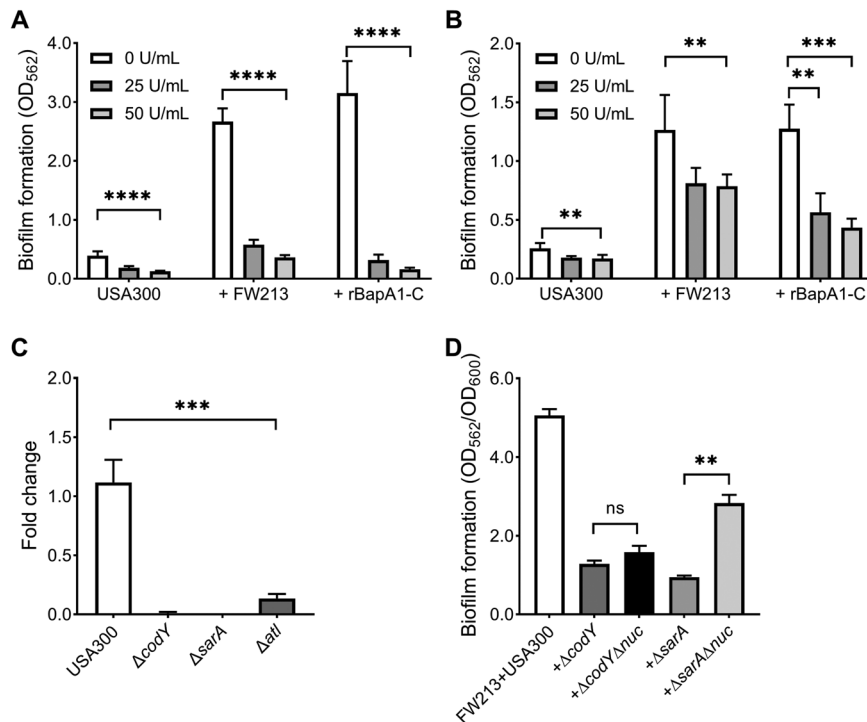 A
Biofilm formation (OD562)
4.0
3.0
2.0
1.0
0.0
0 U/mL
25 U/mL
50 U/mL
****
****
****
USA300
+ FW213
+ rBapA1-C
B
Biofilm formation (OD562)
2.0
1.5
1.0
0.5
0.0
0 U/mL
25 U/mL
50 U/mL
**
**
***
**
USA300
+ FW213
+ rBapA1-C
C
Fold change
2.0
1.5
1.0
0.5
0.0
***
USA300
ΔcodY
ΔsarA
Δatl
D
Biofilm formation (OD562/OD600)
6.0
4.0
2.0
0.0
ns
**
FW213+USA300
+ΔcodY
+ΔcodYΔnuc
+ΔsarA
+ΔsarAΔnuc